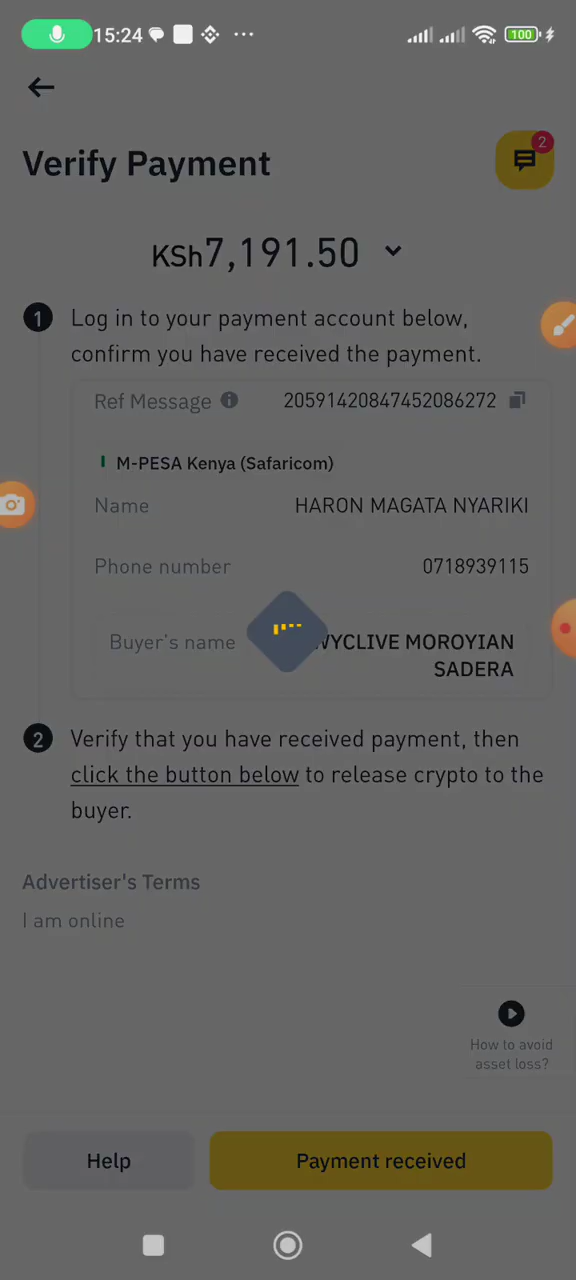 15:24
100
Verify Payment
2
KSh7,191.50
1 Log in to your payment account below,
confirm you have received the payment.
Ref Message 20591420847452086272
M-PESA Kenya (Safaricom)
Name HARON MAGATA NYARIKI
Phone number 0718939115
Buyer's name WYCLIVE MOROYIAN
SADERA
2 Verify that you have received payment, then
click the button below to release crypto to the
buyer.
Advertiser's Terms
I am online
How to avoid
asset loss?
Help Payment received